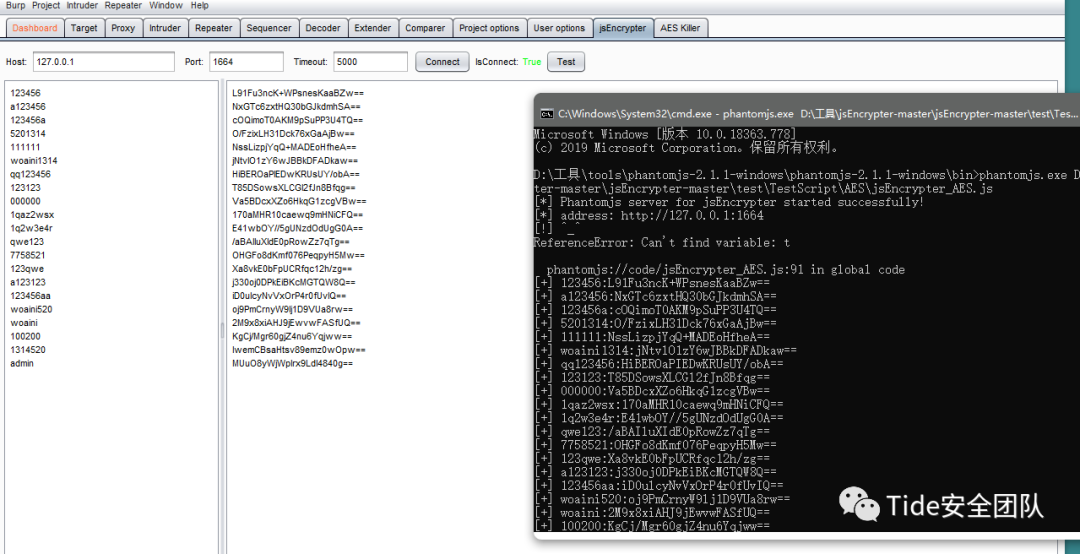 Burp Project Intruder Repeater Window Help
Dashboard Target Proxy Intruder Repeater Sequencer Decoder Extender Comparer Project options User options jsEncrypter AES Killer
Host: 127.0.0.1 Port: 1664 Timeout: 5000 Connect IsConnect: True Test
123456
a123456
123456a
5201314
111111
woaini1314
qq123456
123123
000000
1qaz2wsx
1q2w3e4r
qwe123
7758521
123qwe
a123123
123456aa
woaini520
woaini
100200
1314520
admin
L91Fu3ncK+WPsnesKaaBZw==
NxGTc6zxtHQ30bGJkdmhSA==
cOQimoT0AKM9pSuPP3U4TQ==
O/FzixLH31Dck76xGaAjBw==
NssLizpjYqQ+MADEoHfheA==
jNtvlO1zY6wJBBkDFADkaw==
HiBEROaPIEDwKRUsUY/obA==
T85DSowsXLCGl2fJn8Bfqg==
Va5BDcxXZo6HkqG1zcgVBw==
170aMHR10caewq9mHNiCFQ==
E41wbOY//5gUNzdOdUgG0A==
/aBAIuXIdE0pRowZz7qTg==
OHGFo8dKmf076PeqpyH5Mw==
Xa8vkE0bFpUCRfqc12h/zg==
j330oj0DPkEiBKcMGTQW8Q==
iD0ulcyNvVxOrP4r0fUvIQ==
oj9PmCrnyW9lj1D9VUa8rw==
2M9x8xiAHJ9jEwvwFASfUQ==
KgCj/Mgr60gjZ4nu6Yqjww==
IwemCBsaHtsv89emz0wOpw==
MUuO8yWjWplrx9Ldl4840g==
C:\Windows\System32\cmd.exe - phantomjs.exe D:\工具\jsEncrypter-master\jsEncrypter-master\test\Tes...
Microsoft Windows [版本 10.0.18363.778]
(c) 2019 Microsoft Corporation。保留所有权利。
D:\工具\tools\phantomjs-2.1.1-windows\phantomjs-2.1.1-windows\bin>phantomjs.exe D
ter-master\jsEncrypter-master\test\TestScript\AES\jsEncrypter_AES.js
[*] Phantomjs server for jsEncrypter started successfully!
[*] address: http://127.0.0.1:1664
[!] ^_^
ReferenceError: Can't find variable: t
phantomjs://code/jsEncrypter_AES.js:91 in global code
[+] 123456:L91Fu3ncK+WPsnesKaaBZw==
[+] a123456:NxGTc6zxtHQ30bGJkdmhSA==
[+] 123456a:cOQimoT0AKM9pSuPP3U4TQ==
[+] 5201314:O/FzixLH31Dck76xGaAjBw==
[+] 111111:NssLizpjYqQ+MADEoHfheA==
[+] woaini1314:jNtvlO1zY6wJBBkDFADkaw==
[+] qq123456:HiBEROaPIEDwKRUsUY/obA==
[+] 123123:T85DSowsXLCGl2fJn8Bfqg==
[+] 000000:Va5BDcxXZo6HkqG1zcgVBw==
[+] 1qaz2wsx:170aMHR10caewq9mHNiCFQ==
[+] 1q2w3e4r:E41wbOY//5gUNzdOdUgG0A==
[+] qwe123:/aBAIuXIdE0pRowZz7qTg==
[+] 7758521:OHGFo8dKmf076PeqpyH5Mw==
[+] 123qwe:Xa8vkE0bFpUCRfqc12h/zg==
[+] a123123:j330oj0DPkEiBKcMGTQW8Q==
[+] 123456aa:iD0ulcyNvVxOrP4r0fUvIQ==
[+] woaini520:oj9PmCrnyW9lj1D9VUa8rw==
[+] woaini:2M9x8xiAHJ9jEwvwFASfUQ==
[+] 100200:KgCj/Mgr60gjZ4nu6Yqjww==
Tide安全团队